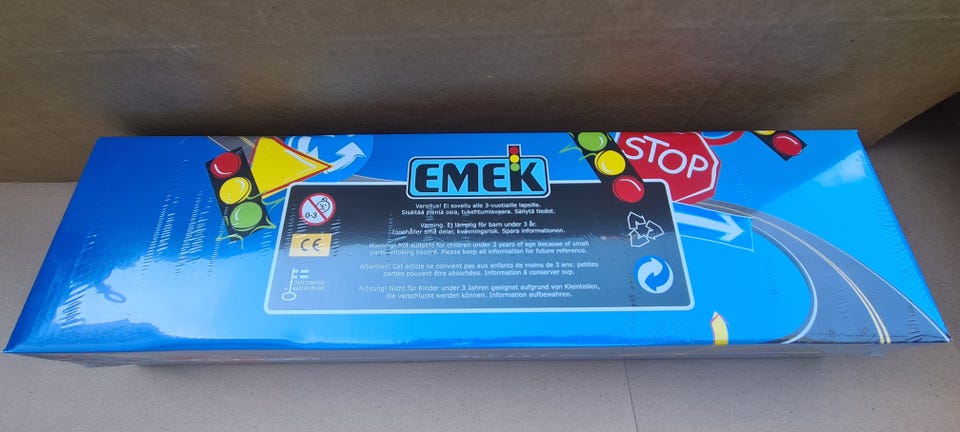 STOP
EMEK
Varoitus! Ei sovellu alle 3-vuotiaille lapsille.
Sisältää pieniä osia, tukehtumisvaara. Säilytä tiedot.
0-3
Varning. Ej lämplig för barn under 3 år.
Innehåller små delar, kvävningsrisk. Spara informationen.
CE
Warning! Not suitable for children under 3 years of age because of small
parts-choking hazard. Please keep all information for future reference.
Attention! Cet article ne convient pas aux enfants de moins de 3 ans: petites
parties pouvant être absorbées. Information á conserver svp.
MADE IN FINLAND
Achtung! Nicht für Kinder unter 3 Jahren geeignet aufgrund von Kleinteilen,
die verschluckt werden können. Information aufbewahren.